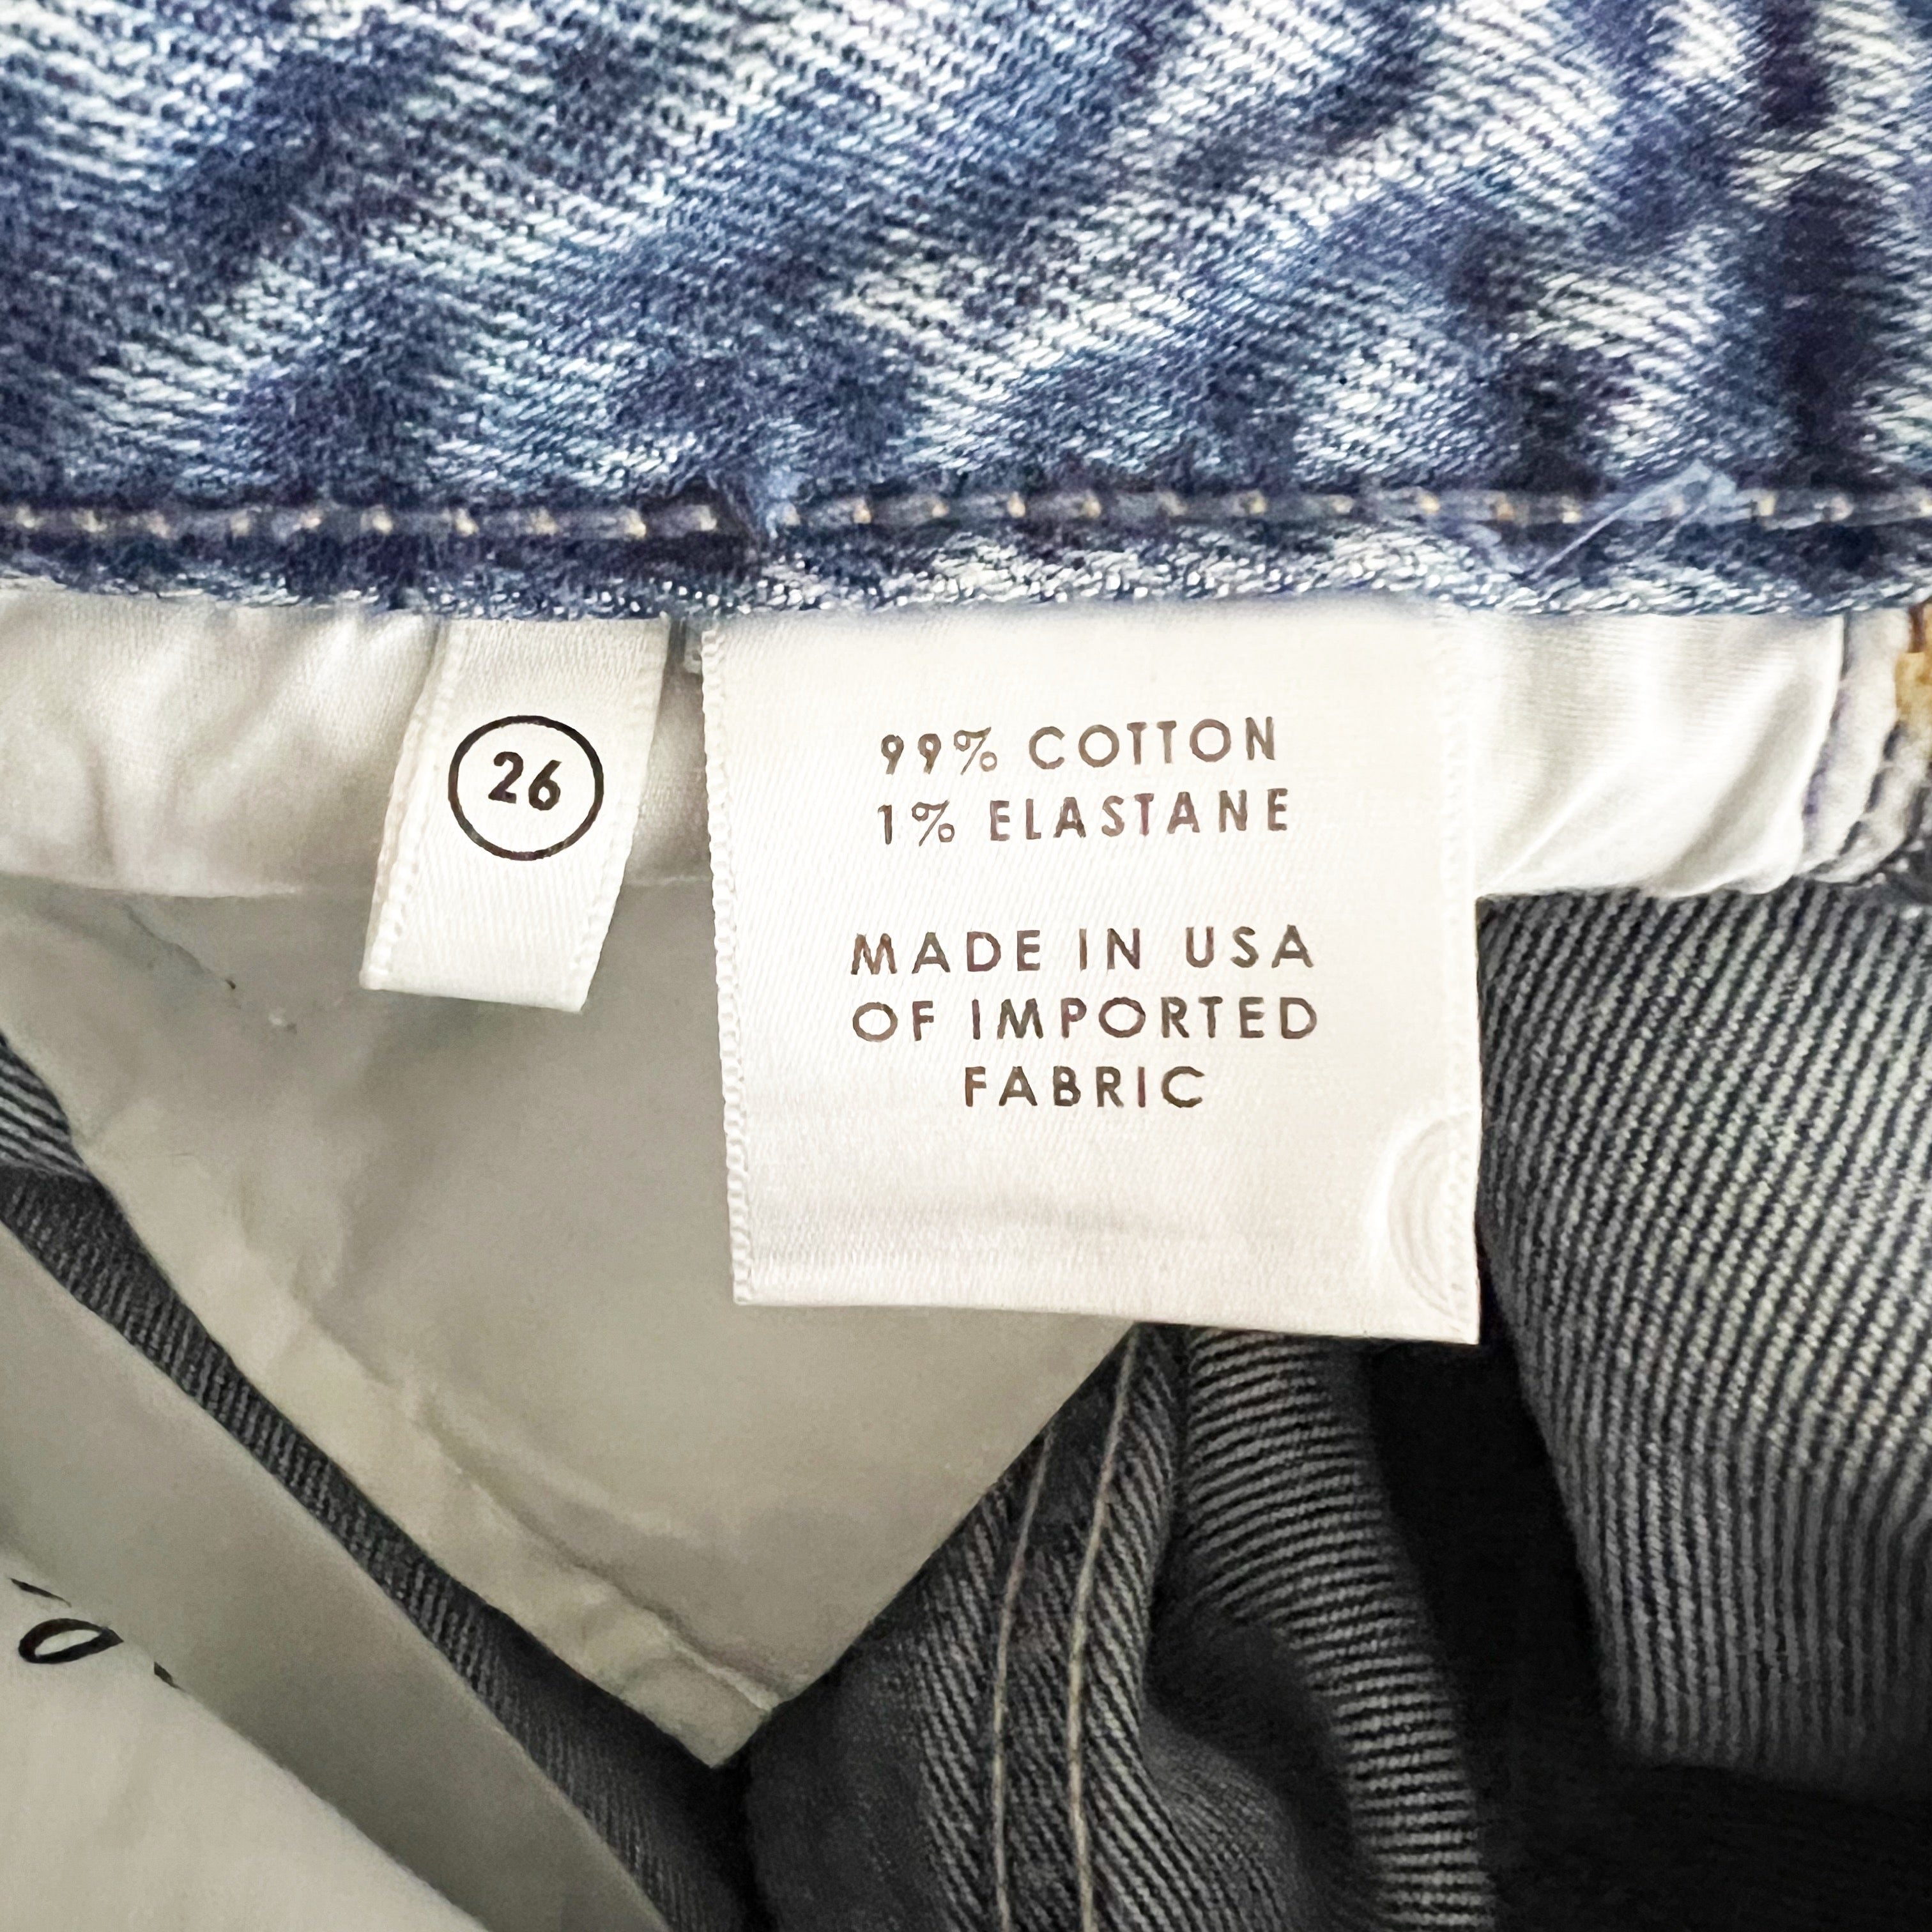 26
99% COTTON
1% ELASTANE
MADE IN USA
OF IMPORTED
FABRIC